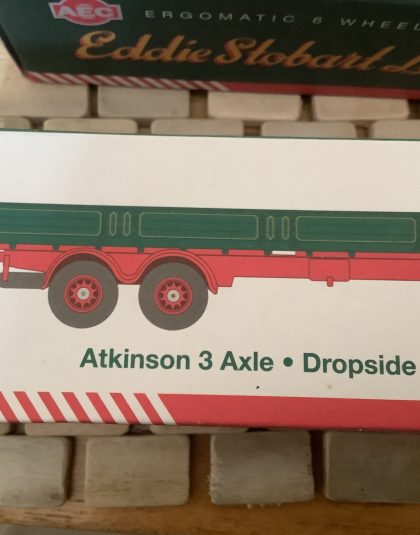 AEC
ERGOMATIC 6 WHEEL
Eddie Stobart L
Atkinson 3 Axle • Dropside